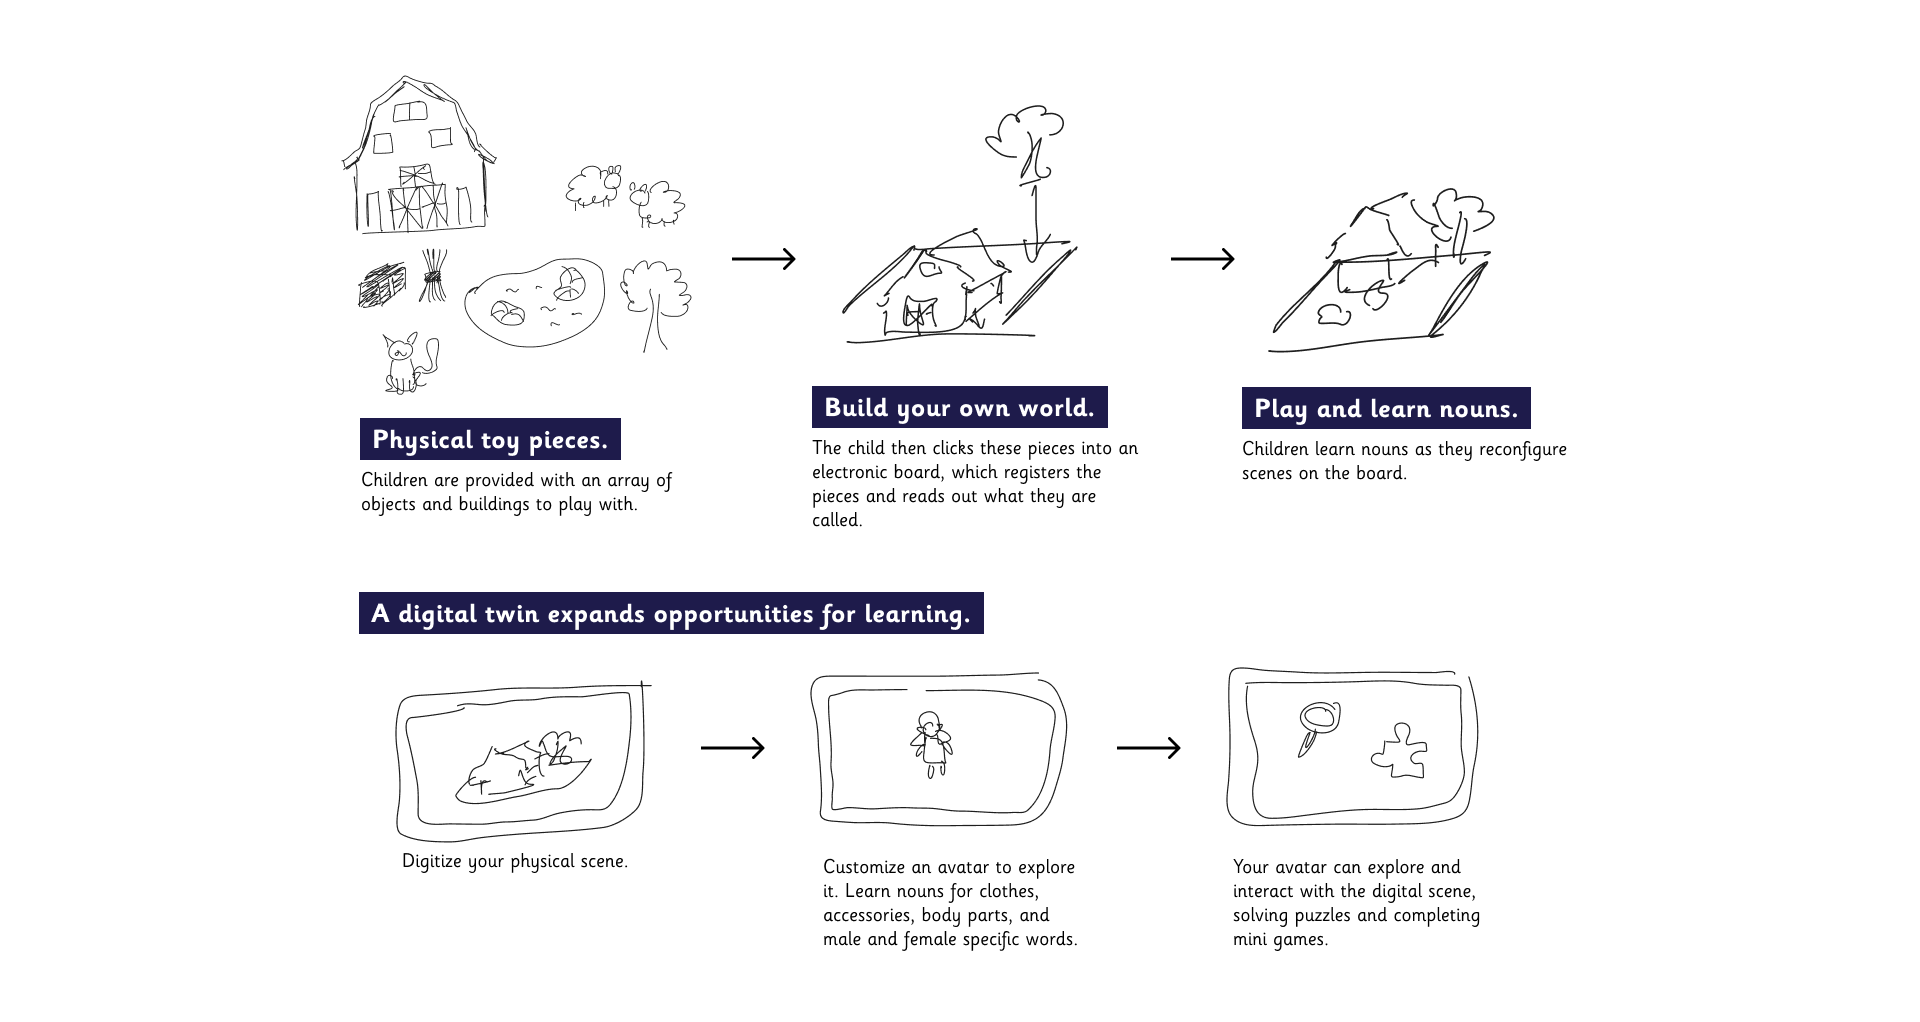 Physical toy pieces.
Children are provided with an array of
objects and buildings to play with.
Build your own world.
The child then clicks these pieces into an
electronic board, which registers the
pieces and reads out what they are
called.
Play and learn nouns.
Children learn nouns as they reconfigure
scenes on the board.
A digital twin expands opportunities for learning.
Digitize your physical scene.
Customize an avatar to explore
it. Learn nouns for clothes,
accessories, body parts, and
male and female specific words.
Your avatar can explore and
interact with the digital scene,
solving puzzles and completing
mini games.